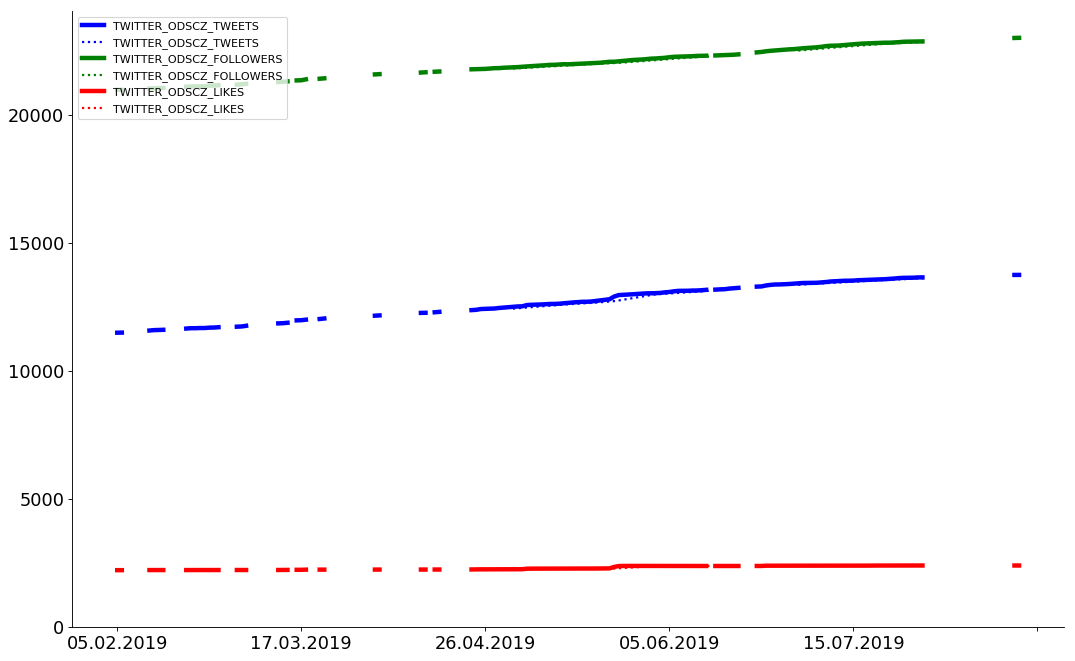 TWITTER_ODSCZ_TWEETS
TWITTER_ODSCZ_TWEETS
TWITTER_ODSCZ_FOLLOWERS
TWITTER_ODSCZ_FOLLOWERS
TWITTER_ODSCZ_LIKES
TWITTER_ODSCZ_LIKES
20000
15000
10000
5000
0
05.02.2019 17.03.2019 26.04.2019 05.06.2019 15.07.2019